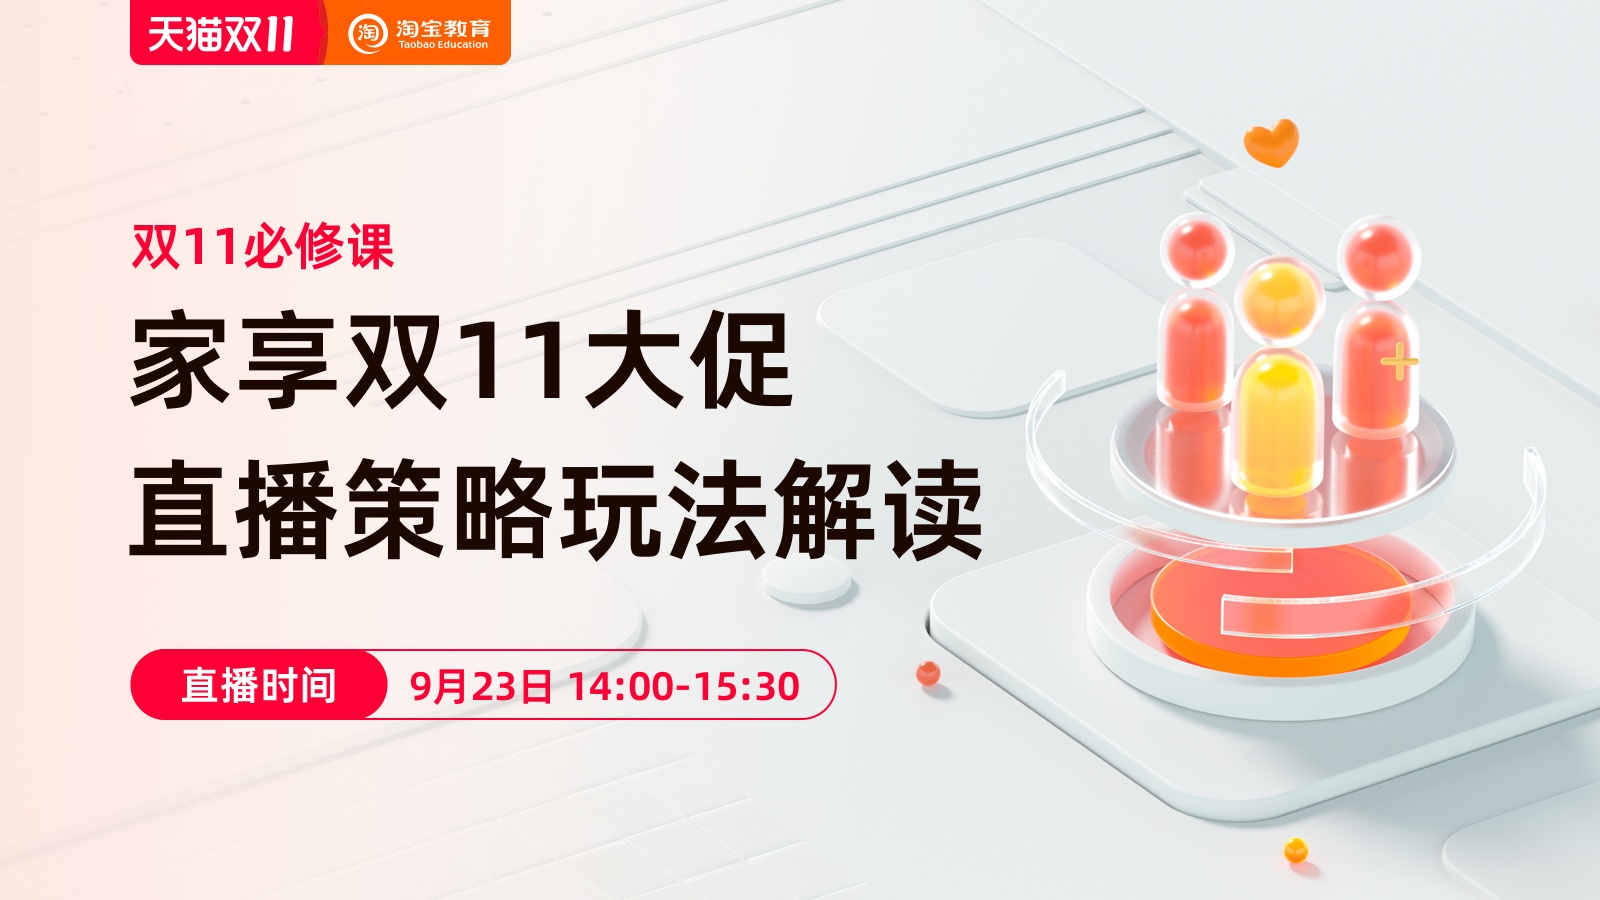 天猫双11
淘 淘宝教育
Taobao Education
双11必修课
家享双11大促
直播策略玩法解读
直播时间 9月23日 14:00-15:30